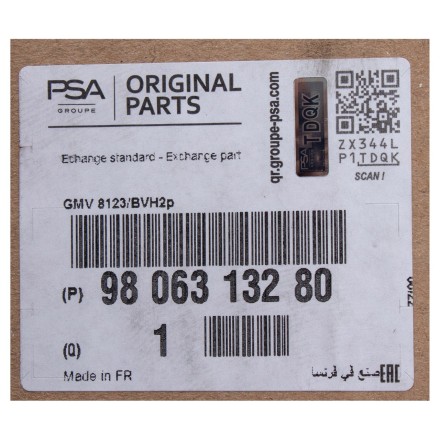 PSA
GROUPE
ORIGINAL
PARTS
qr.groupe-psa.com
PSA
TDQK
ZX344L
P1TDQK
SCAN !
Echange standard - Exchange part
GMV 8123/BVH2p
(P) 98 063 132 80
(Q) 1
Made in FR
صنع في فرنسا EAC